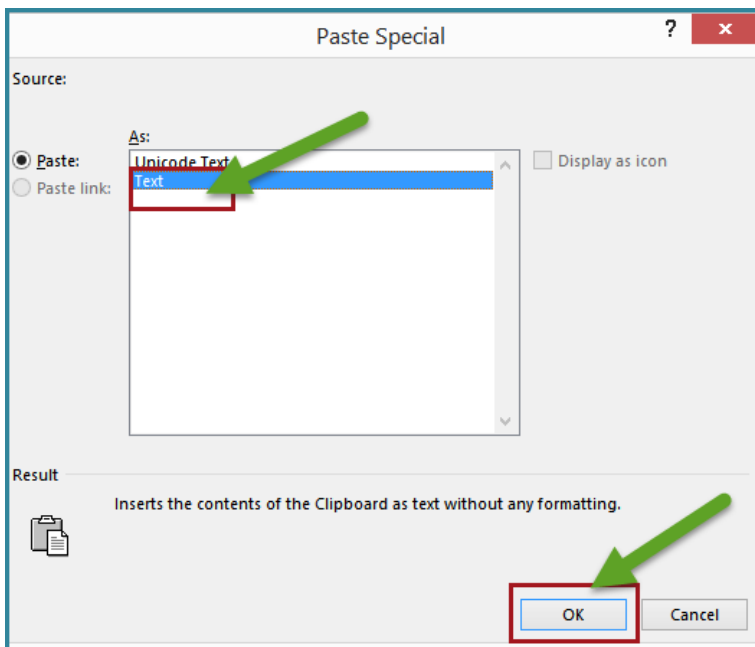 Paste Special
?
Source:
As:
Paste:
Unicode Text
Display as icon
Text
Paste link:
Result
Inserts the contents of the Clipboard as text without any formatting.
OK
Cancel